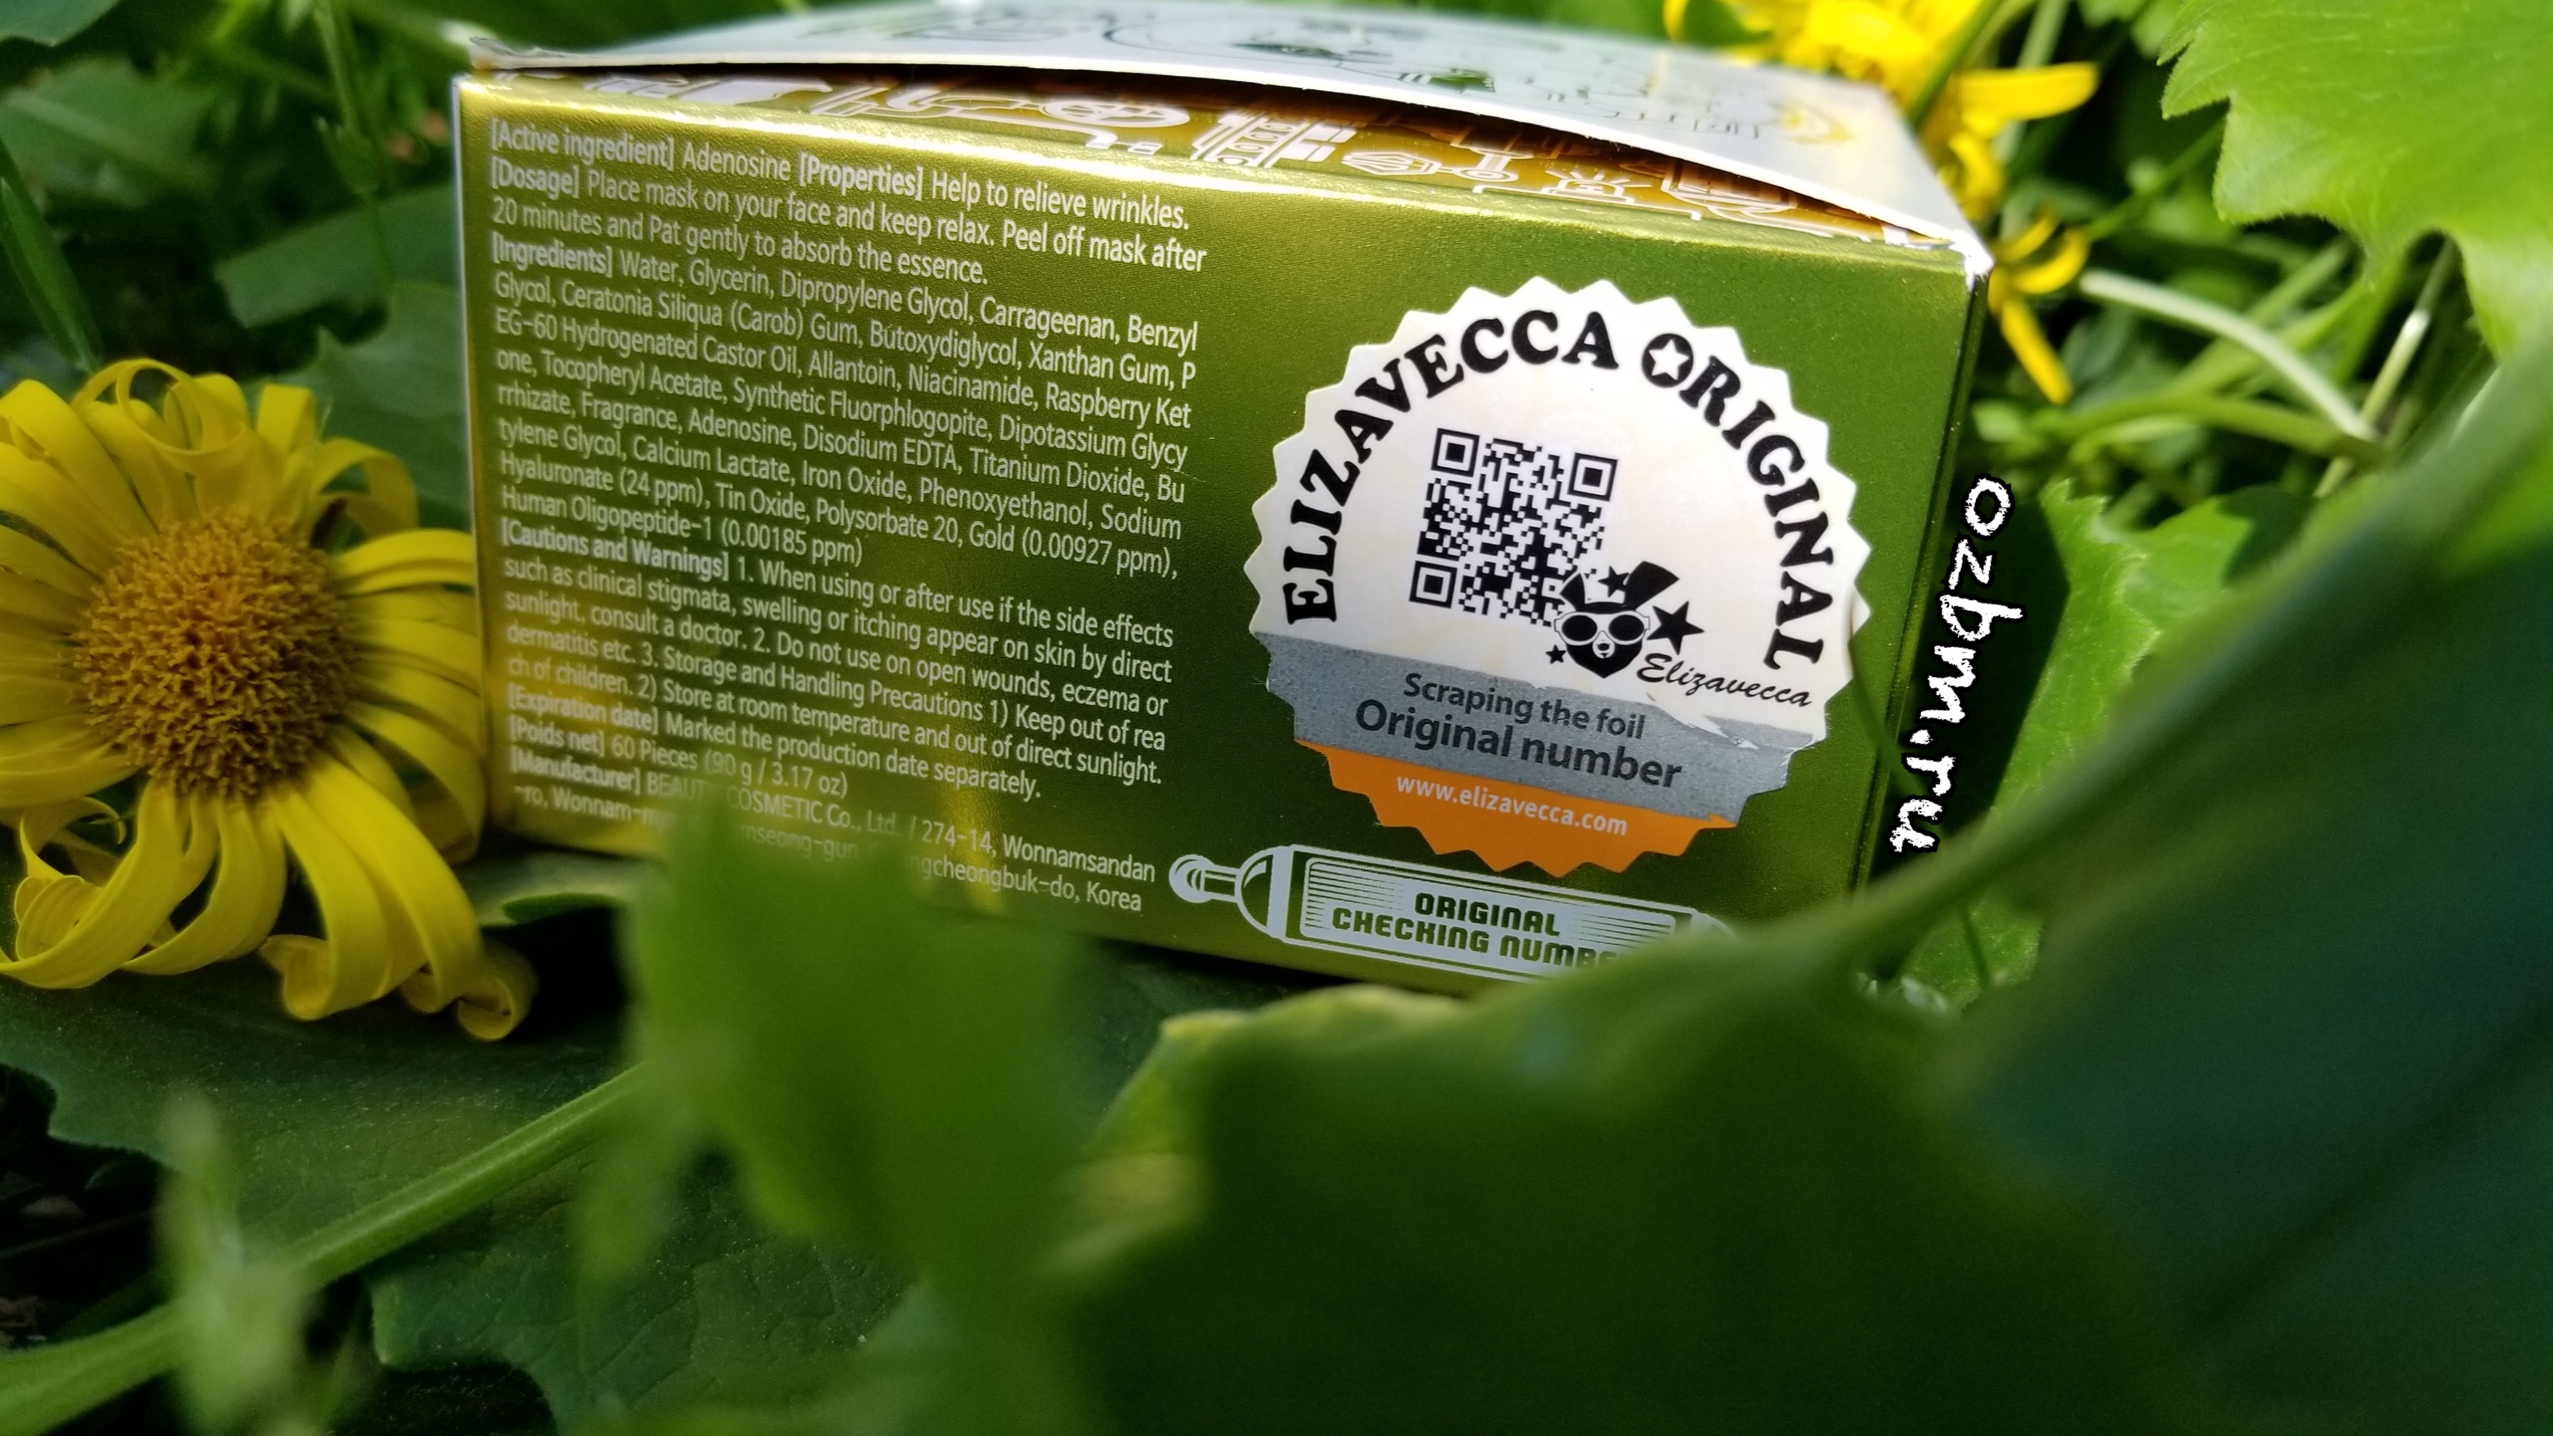 [Active ingredient] Adenosine [Properties] Help to relieve wrinkles.
[Dosage] Place mask on your face and keep relax. Peel off mask after
20 minutes and Pat gently to absorb the essence.
[Ingredients] Water, Glycerin, Dipropylene Glycol, Carrageenan, Benzyl
Glycol, Ceratonia Siliqua (Carob) Gum, Butoxydiglycol, Xanthan Gum, P
EG-60 Hydrogenated Castor Oil, Allantoin, Niacinamide, Raspberry Ket
one, Tocopheryl Acetate, Synthetic Fluorphlogopite, Dipotassium Glycy
rrhizate, Fragrance, Adenosine, Disodium EDTA, Titanium Dioxide, Bu
tylene Glycol, Calcium Lactate, Iron Oxide, Phenoxyethanol, Sodium
Hyaluronate (24 ppm), Tin Oxide, Polysorbate 20, Gold (0.00927 ppm),
Human Oligopeptide-1 (0.00185 ppm)
[Cautions and Warnings] 1. When using or after use if the side effects
such as clinical stigmata, swelling or itching appear on skin by direct
sunlight, consult a doctor. 2. Do not use on open wounds, eczema or
dermatitis etc. 3. Storage and Handling Precautions 1) Keep out of rea
ch of children. 2) Store at room temperature and out of direct sunlight.
[Expiration date] Marked the production date separately.
[Poids net] 60 Pieces (90 g / 3.17 oz)
[Manufacturer] COSMETIC Co., Ltd. / 274-14, Wonnamsandan
-ro, Korea
ELIZAVECCA ORIGINAL
Elizavecca
Scraping the foil
Original number
www.elizavecca.com
ORIGINAL
CHECKING
ozbmr.ru